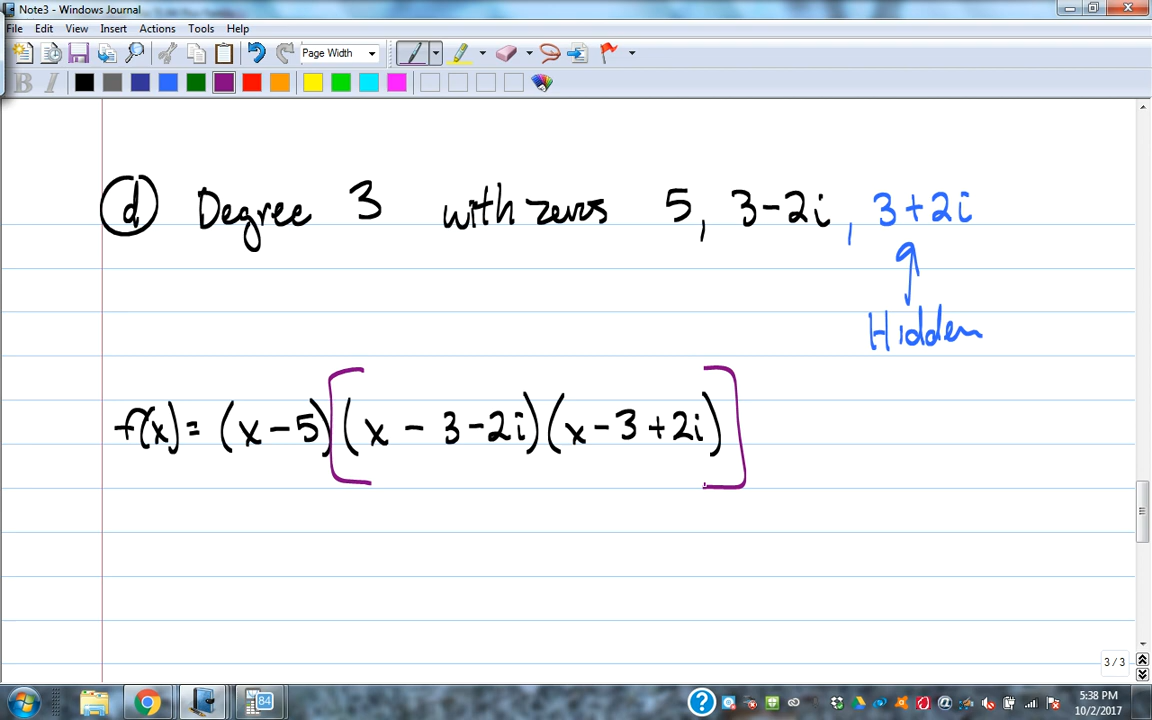 Note3 - Windows Journal
File Edit View Insert Actions Tools Help
Page Width
B I
d Degree 3 with zeros 5, 3-2i, 3+2i
Hidden
f(x) = (x-5)[(x - 3-2i)(x-3+2i)]
3 / 3
84
5:38 PM
10/2/2017